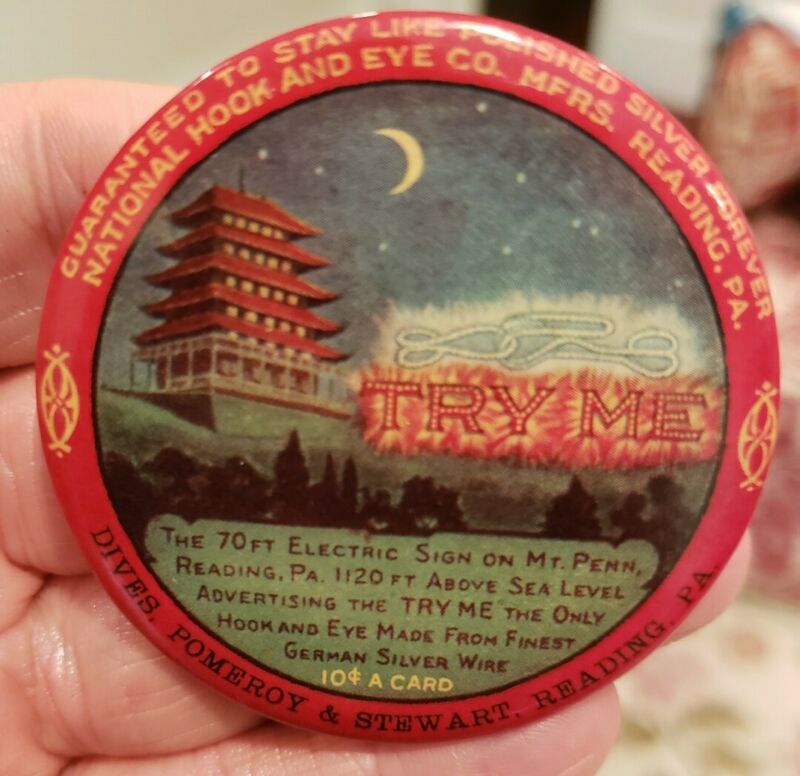 GUARANTEED TO STAY LIKE POLISHED SILVER FOREVER
NATIONAL HOOK AND EYE CO. MFRS. READING, PA.
TRY ME
THE 70 FT ELECTRIC SIGN ON MT. PENN,
READING, PA. 1120 FT ABOVE SEA LEVEL
ADVERTISING THE TRY ME THE ONLY
HOOK AND EYE MADE FROM FINEST
GERMAN SILVER WIRE
10¢ A CARD
DIVES, POMEROY & STEWART, READING, PA.